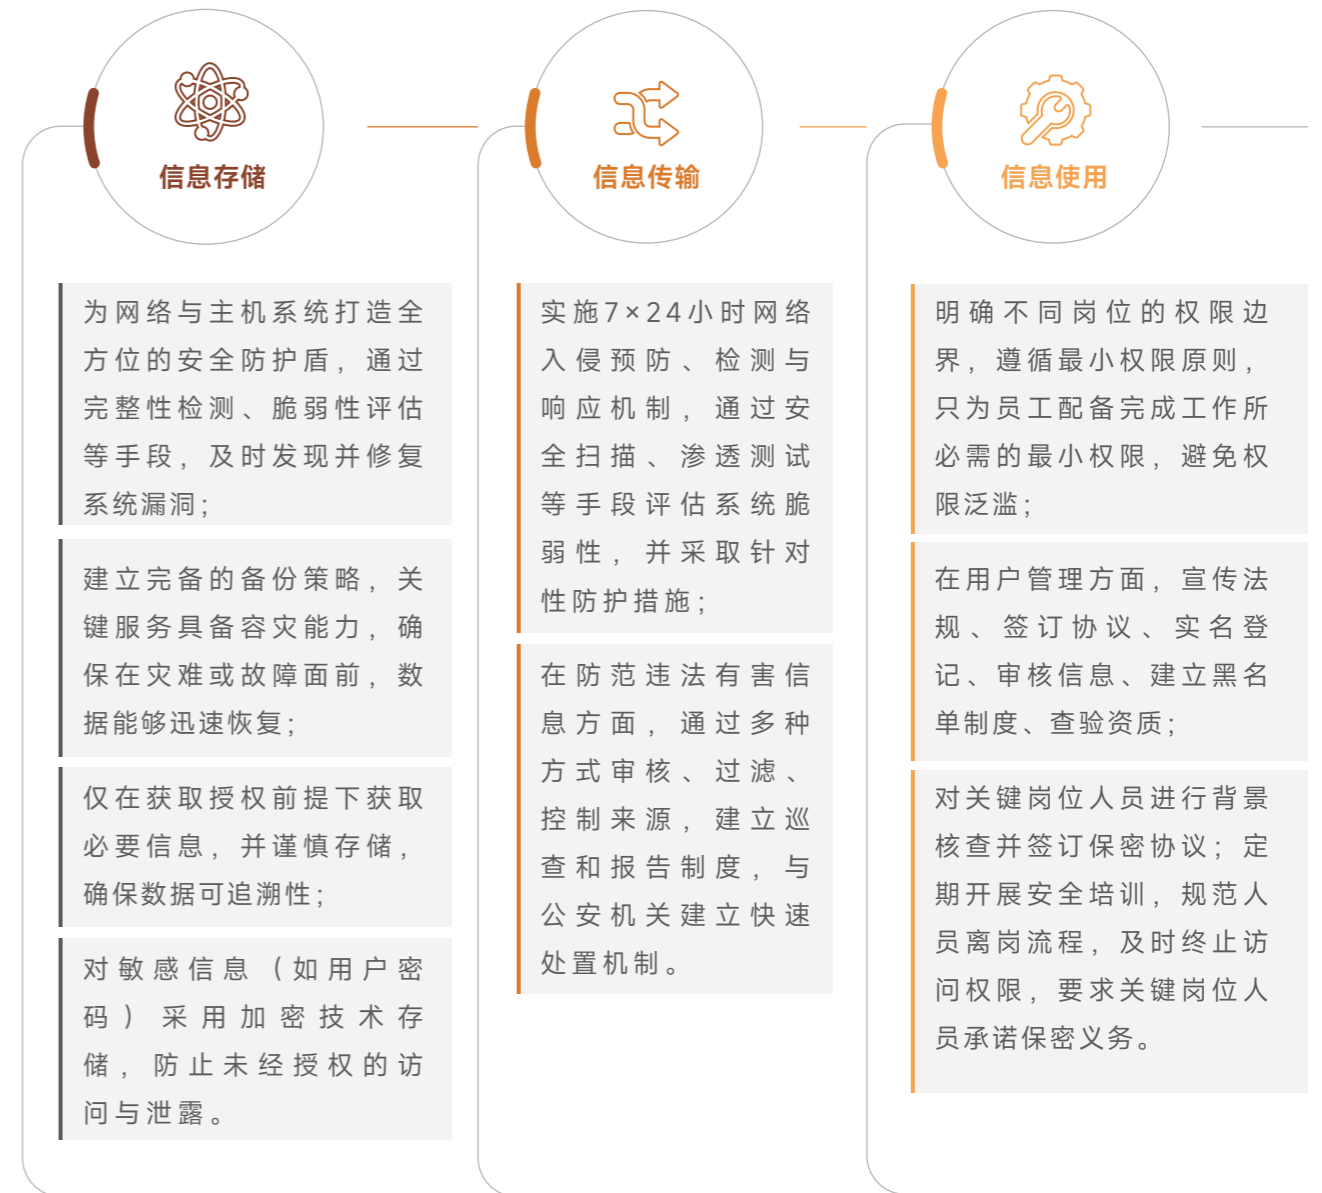 信息存储
为网络与主机系统打造全
方位的安全防护盾，通过
完整性检测、脆弱性评估
等手段，及时发现并修复
系统漏洞；
建立完备的备份策略，关
键服务具备容灾能力，确
保在灾难或故障面前，数
据能够迅速恢复；
仅在获取授权前提下获取
必要信息，并谨慎存储，
确保数据可追溯性；
对敏感信息（如用户密
码）采用加密技术存
储，防止未经授权的访
问与泄露。
信息传输
实施7×24小时网络
入侵预防、检测与
响应机制，通过安
全扫描、渗透测试
等手段评估系统脆
弱性，并采取针对
性防护措施；
在防范违法有害信
息方面，通过多种
方式审核、过滤、
控制来源，建立巡
查和报告制度，与
公安机关建立快速
处置机制。
信息使用
明确不同岗位的权限边
界，遵循最小权限原则，
只为员工配备完成工作所
必需的最小权限，避免权
限泛滥；
在用户管理方面，宣传法
规、签订协议、实名登
记、审核信息、建立黑名
单制度、查验资质；
对关键岗位人员进行背景
核查并签订保密协议；定
期开展安全培训，规范人
员离岗流程，及时终止访
问权限，要求关键岗位人
员承诺保密义务。